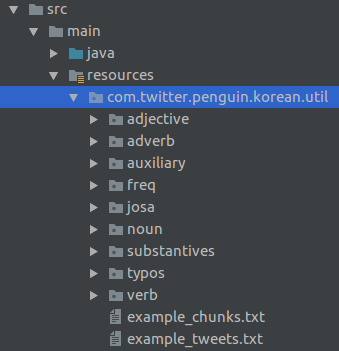 src
main
java
resources
com.twitter.penguin.korean.util
adjective
adverb
auxiliary
freq
josa
noun
substantives
typos
verb
example_chunks.txt
example_tweets.txt